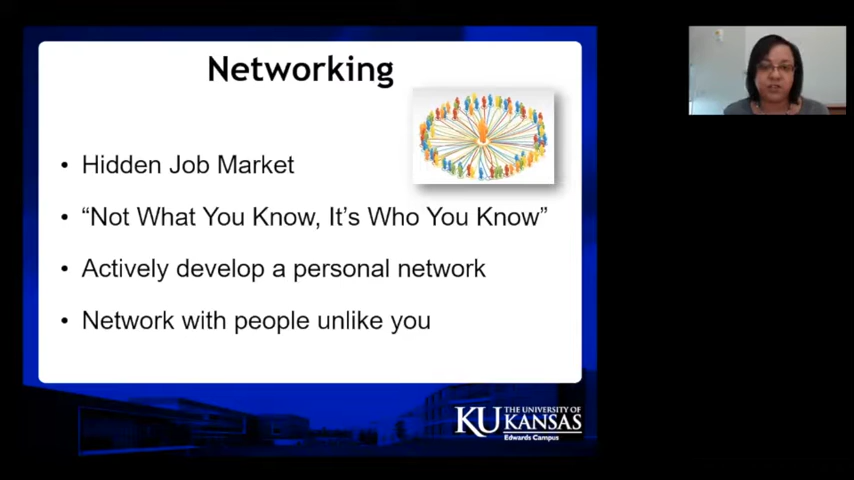 Networking
• Hidden Job Market
• “Not What You Know, It’s Who You Know”
• Actively develop a personal network
• Network with people unlike you
KU THE UNIVERSITY OF
KANSAS
Edwards Campus